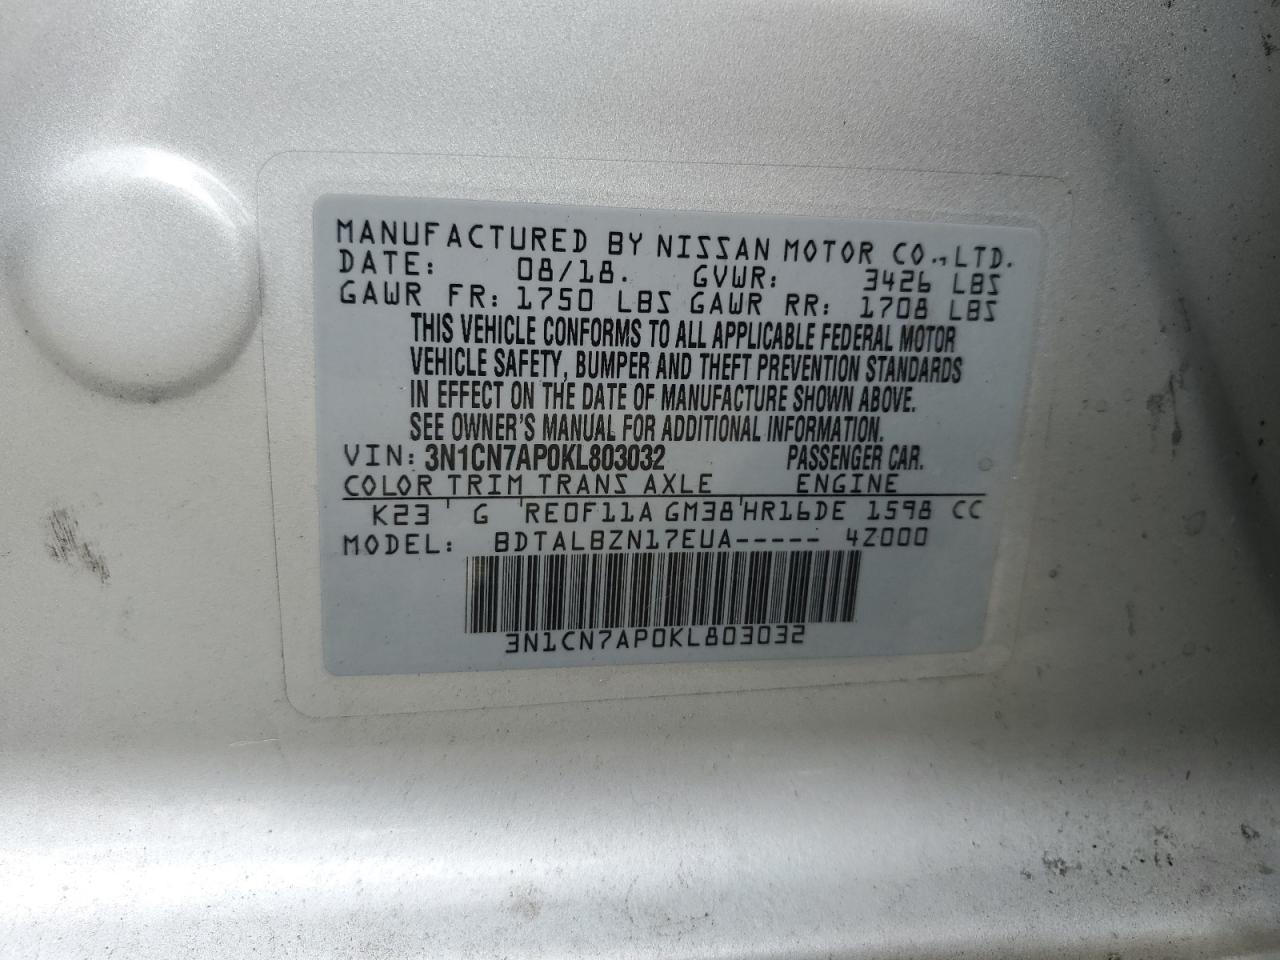 MANUFACTURED BY NISSAN MOTOR CO., LTD.
DATE: 08/18. GVWR: 3426 LBS
GAWR FR: 1750 LBS GAWR RR: 1708 LBS
THIS VEHICLE CONFORMS TO ALL APPLICABLE FEDERAL MOTOR
VEHICLE SAFETY, BUMPER AND THEFT PREVENTION STANDARDS
IN EFFECT ON THE DATE OF MANUFACTURE SHOWN ABOVE.
SEE OWNER'S MANUAL FOR ADDITIONAL INFORMATION.
VIN: 3N1CN7AP0KL803032 PASSENGER CAR.
COLOR TRIM TRANS AXLE ENGINE
K23 G RE0F11A GM38 HR16DE 1598 CC
MODEL: BDTALBZN17EUA----- 4Z000
3N1CN7AP0KL803032